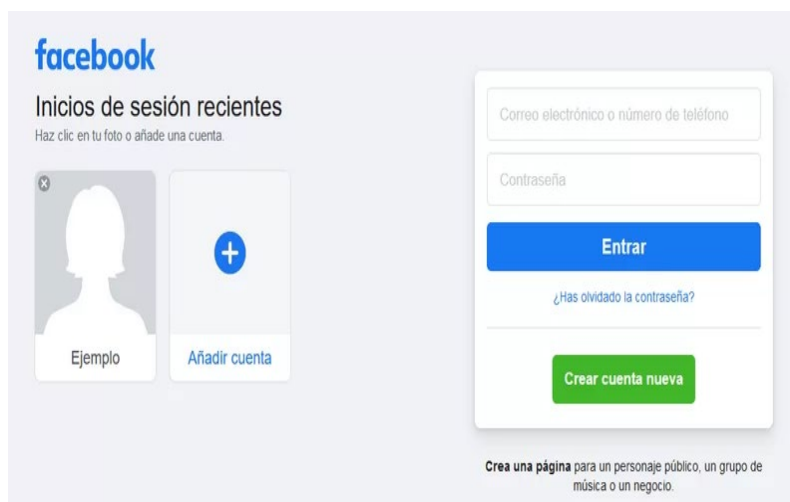 facebook
Inicios de sesión recientes
Haz clic en tu foto o añade una cuenta.
Ejemplo
Añadir cuenta
Correo electrónico o número de teléfono
Contraseña
Entrar
¿Has olvidado la contraseña?
Crear cuenta nueva
Crea una página para un personaje público, un grupo de
música o un negocio.